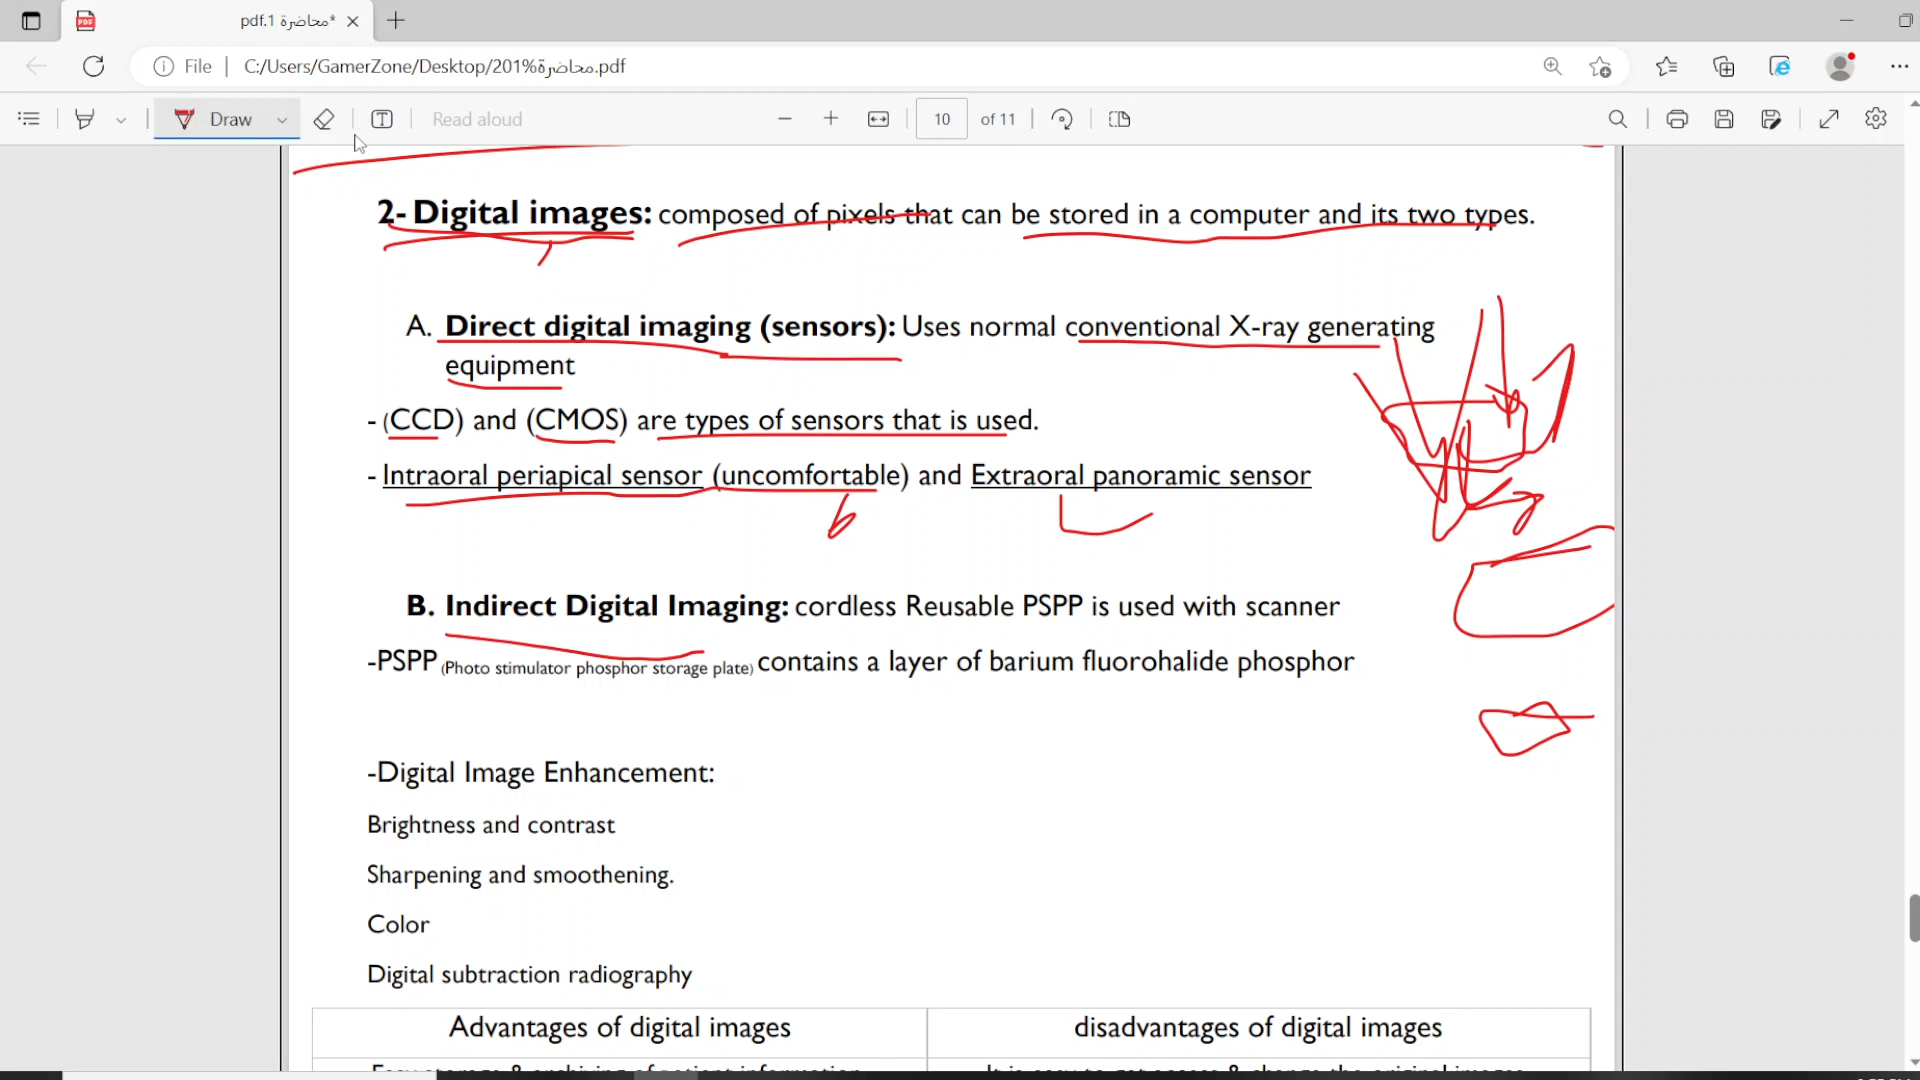 محاضرة 1.pdf*
File
C:/Users/GamerZone/Desktop/201%محاضرة.pdf
Draw
Read aloud
10 of 11
2- Digital images: composed of pixels that can be stored in a computer and its two types.
A. Direct digital imaging (sensors): Uses normal conventional X-ray generating
equipment
- (CCD) and (CMOS) are types of sensors that is used.
- Intraoral periapical sensor (uncomfortable) and Extraoral panoramic sensor
B. Indirect Digital Imaging: cordless Reusable PSPP is used with scanner
-PSPP (Photo stimulator phosphor storage plate) contains a layer of barium fluorohalide phosphor
-Digital Image Enhancement:
Brightness and contrast
Sharpening and smoothening.
Color
Digital subtraction radiography
Advantages of digital images
disadvantages of digital images